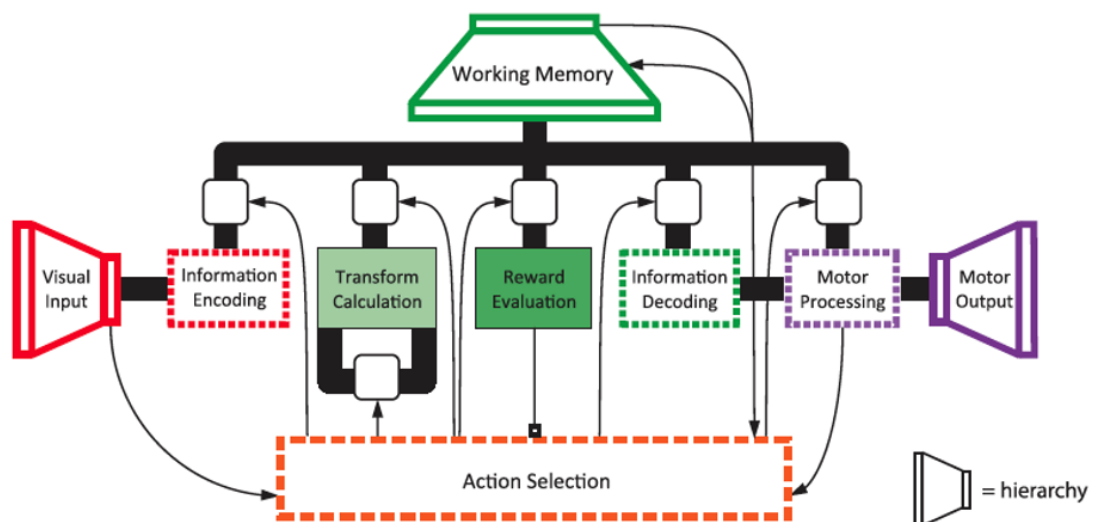 Working Memory
Visual
Input
Information
Encoding
Transform
Calculation
Reward
Evaluation
Information
Decoding
Motor
Processing
Motor
Output
Action Selection
= hierarchy